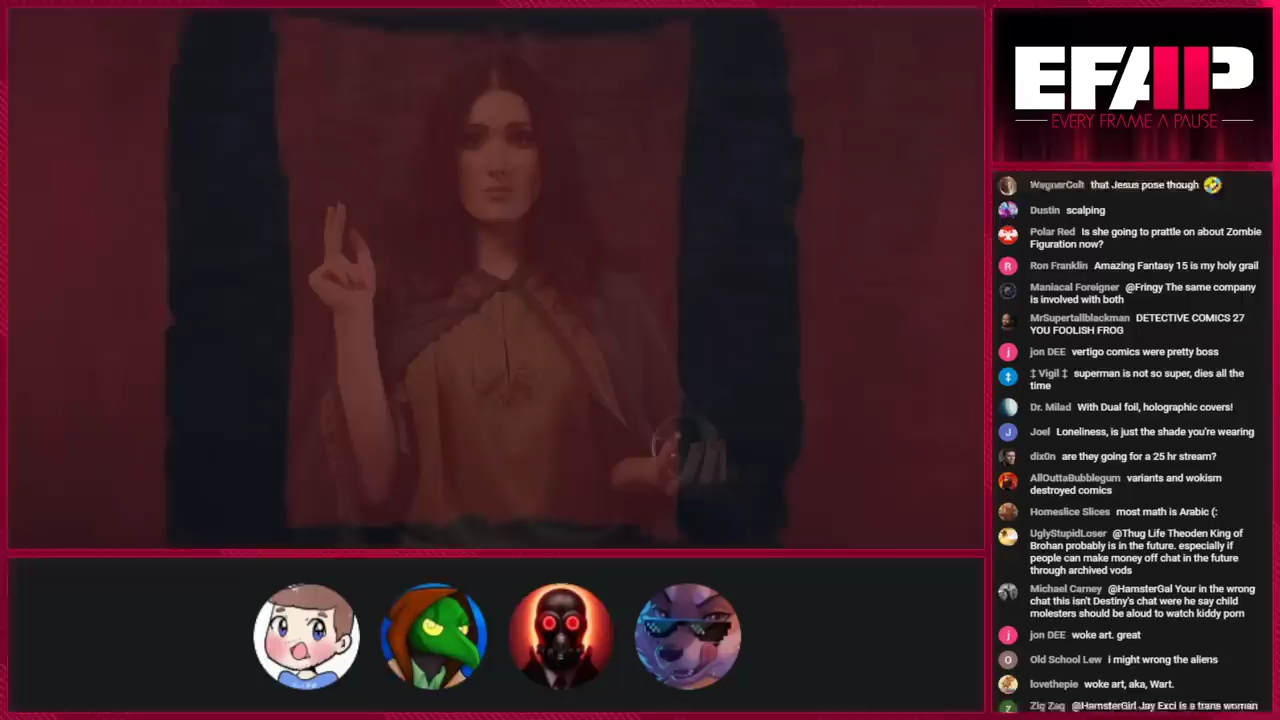 EFAP
EVERY FRAME A PAUSE
WagnerColt that Jesus pose though
Dustin scalping
Polar Red Is she going to prattle on about Zombie
Figuration now?
R
Ron Franklin Amazing Fantasy 15 is my holy grail
Maniacal Foreigner @Fringy The same company
is involved with both
MrSupertallblackman DETECTIVE COMICS 27
YOU FOOLISH FROG
j
jon DEE vertigo comics were pretty boss
‡ Vigil ‡ superman is not so super, dies all the
time
Dr. Milad With Dual foil, holographic covers!
J
Joel Loneliness, is just the shade you're wearing
dix0n are they going for a 25 hr stream?
AllOuttaBubblegum variants and wokism
destroyed comics
Homeslice Slices most math is Arabic (:
UglyStupidLoser @Thug Life Theoden King of
Brohan probably is in the future. especially if
people can make money off chat in the future
through archived vods
Michael Carney @HamsterGal Your in the wrong
chat this isn't Destiny's chat were he say child
molesters should be aloud to watch kiddy porn
j
jon DEE woke art. great
O
Old School Lew i might wrong the aliens
lovethepie woke art, aka, Wart.
Z
Zig Zag @HamsterGirl Jay Exci is a trans woman